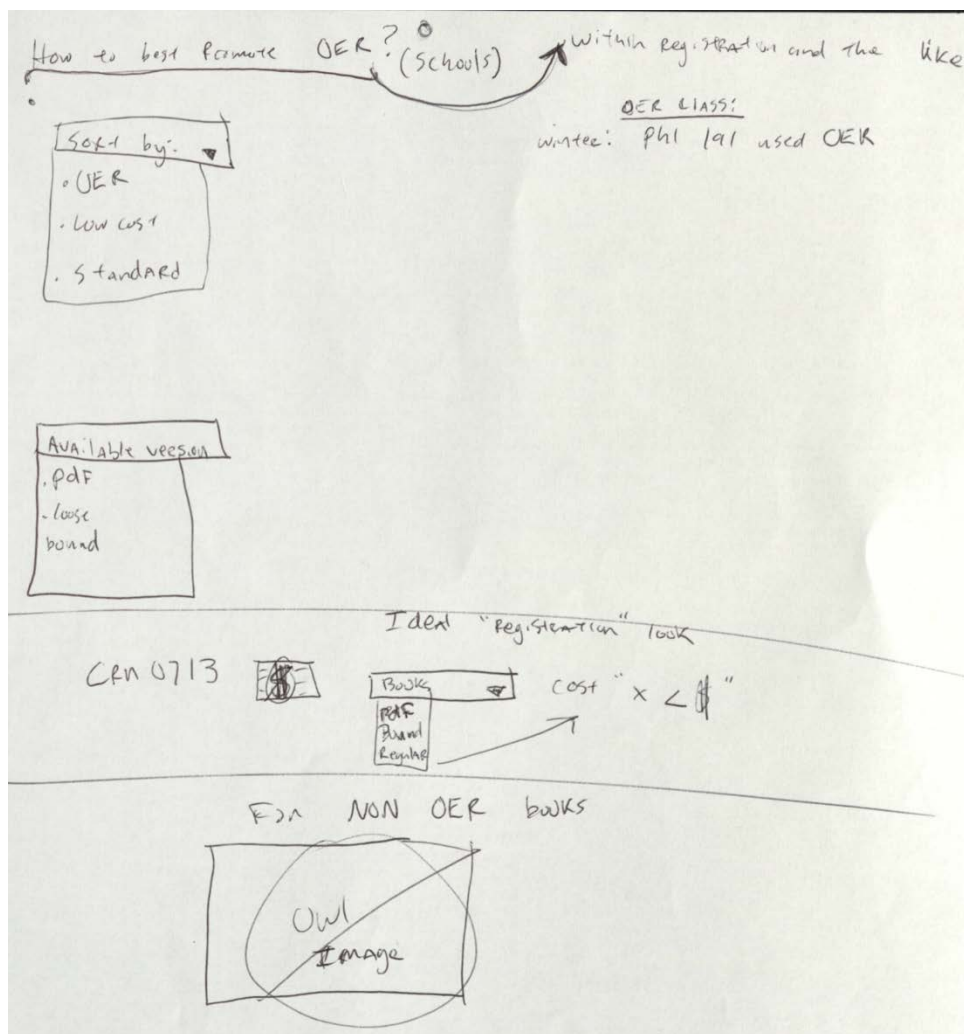 How to best Promote OER? (schools)
Within Registration and the like
OER Class:
winter: Phl 191 used OER
Sort by:
. OER
. Low cost
. Standard
Available version
. pdf
. loose
bound
Ideal "Registration" look
CRN 0713 $ Books cost "x < $"
pdf
Bound
Regular
For NON OER books
Owl
Image